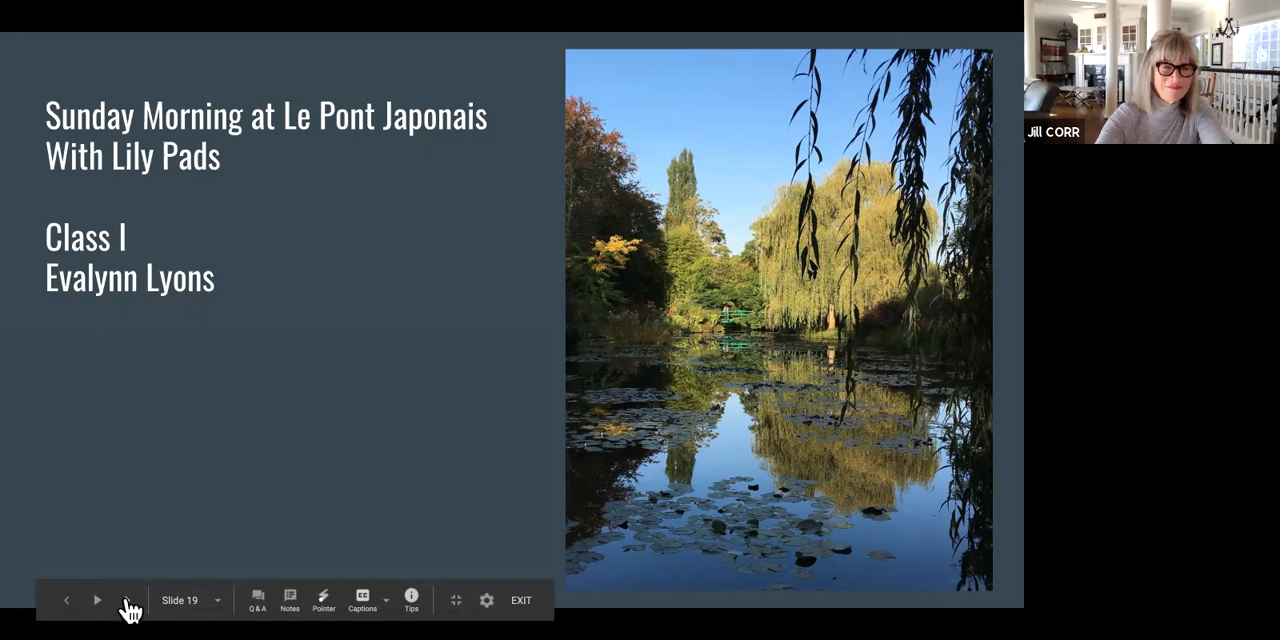 Sunday Morning at Le Pont Japonais
With Lily Pads
Class I
Evalynn Lyons
Jill CORR
Slide 19
Q & A
Notes
Pointer
Captions
Tips
EXIT
CC